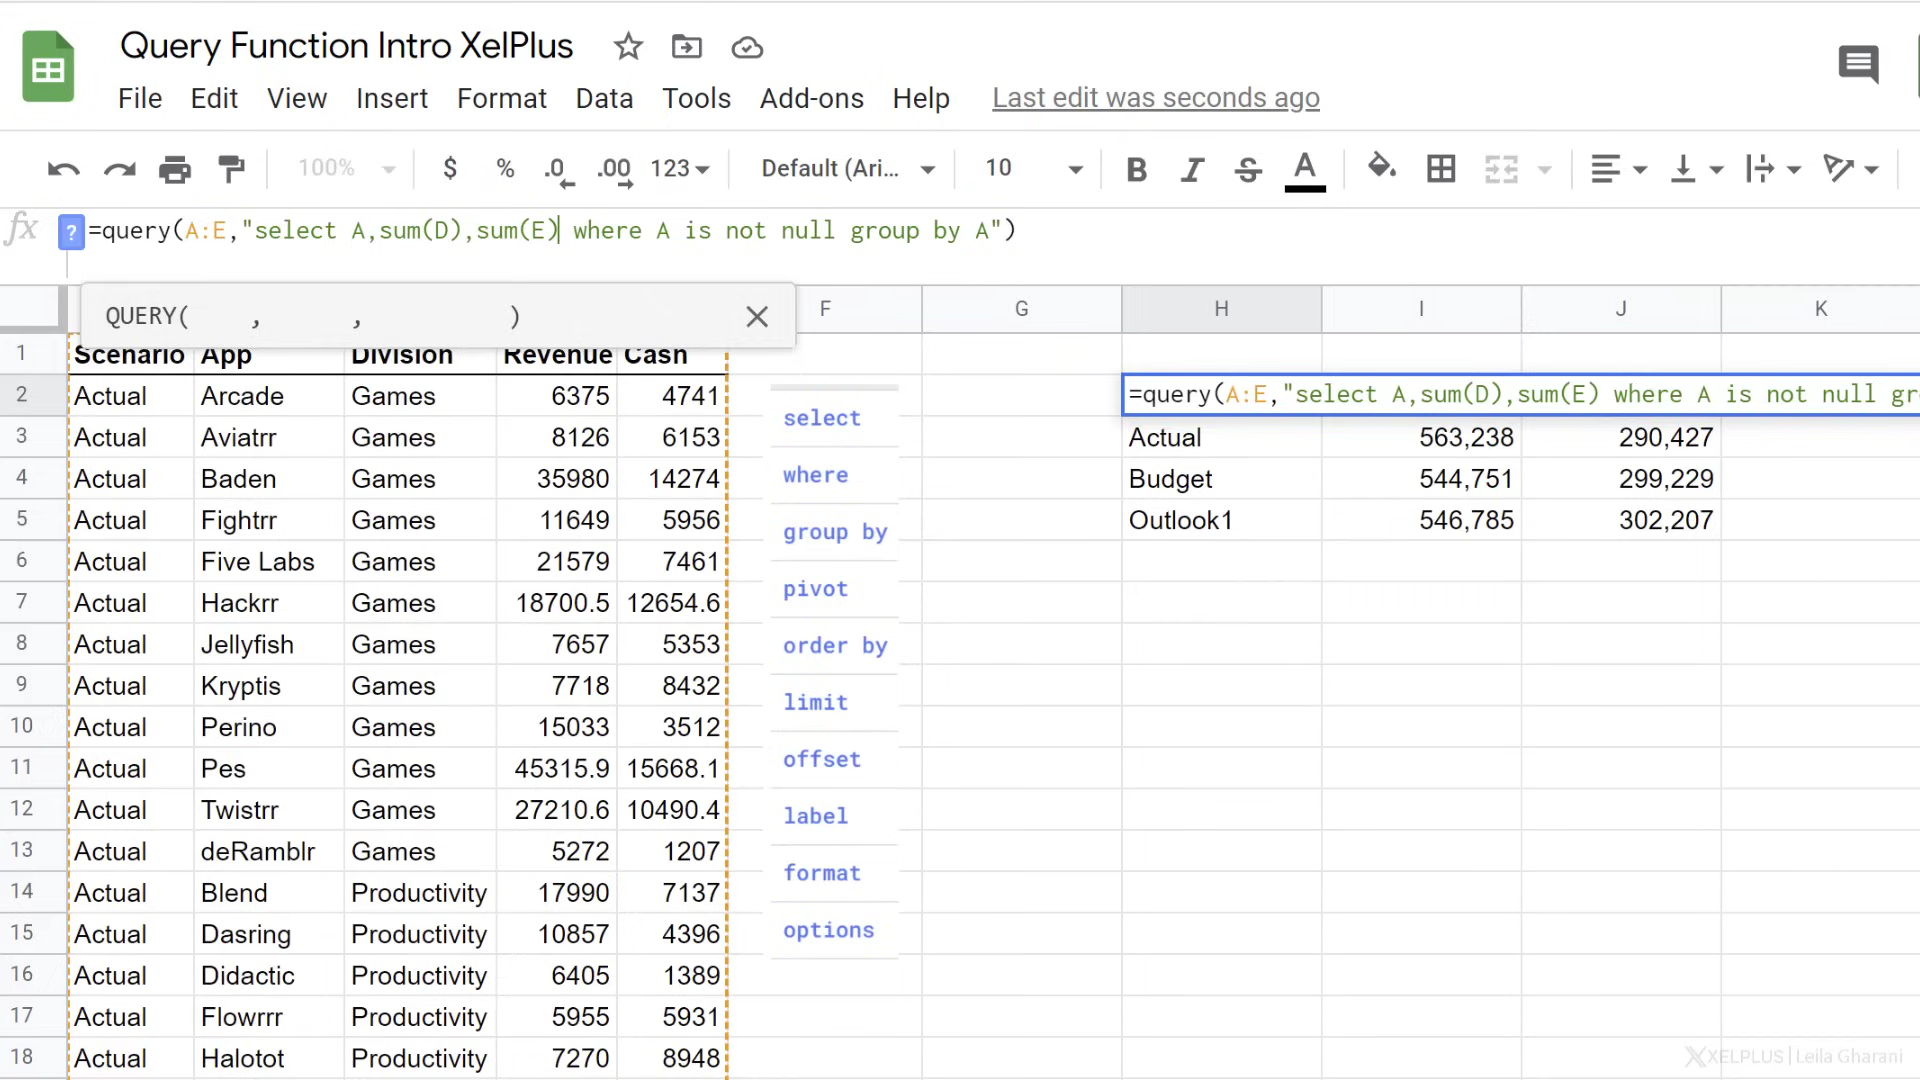 Query Function Intro XelPlus
File Edit View Insert Format Data Tools Add-ons Help Last edit was seconds ago
100% $ % .0 .00 123 Default (Ari... 10 B I S A
fx ? =query(A:E,"select A,sum(D),sum(E) where A is not null group by A")
QUERY( , , )
F G H I J K
1 Scenario App Division Revenue Cash
2 Actual Arcade Games 6375 4741 =query(A:E,"select A,sum(D),sum(E) where A is not null gr
3 Actual Aviatrr Games 8126 6153 Actual 563,238 290,427
4 Actual Baden Games 35980 14274 Budget 544,751 299,229
5 Actual Fightrr Games 11649 5956 Outlook1 546,785 302,207
6 Actual Five Labs Games 21579 7461
7 Actual Hackrr Games 18700.5 12654.6
8 Actual Jellyfish Games 7657 5353
9 Actual Kryptis Games 7718 8432
10 Actual Perino Games 15033 3512
11 Actual Pes Games 45315.9 15668.1
12 Actual Twistrr Games 27210.6 10490.4
13 Actual deRamblr Games 5272 1207
14 Actual Blend Productivity 17990 7137
15 Actual Dasring Productivity 10857 4396
16 Actual Didactic Productivity 6405 1389
17 Actual Flowrrr Productivity 5955 5931
18 Actual Halotot Productivity 7270 8948
select
where
group by
pivot
order by
limit
offset
label
format
options
XELPLUS | Leila Gharani